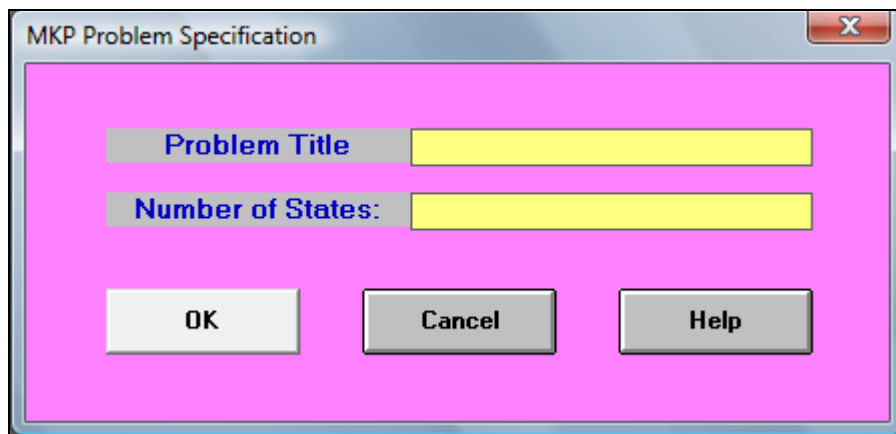 MKP Problem Specification
Problem Title
Number of States:
OK Cancel Help